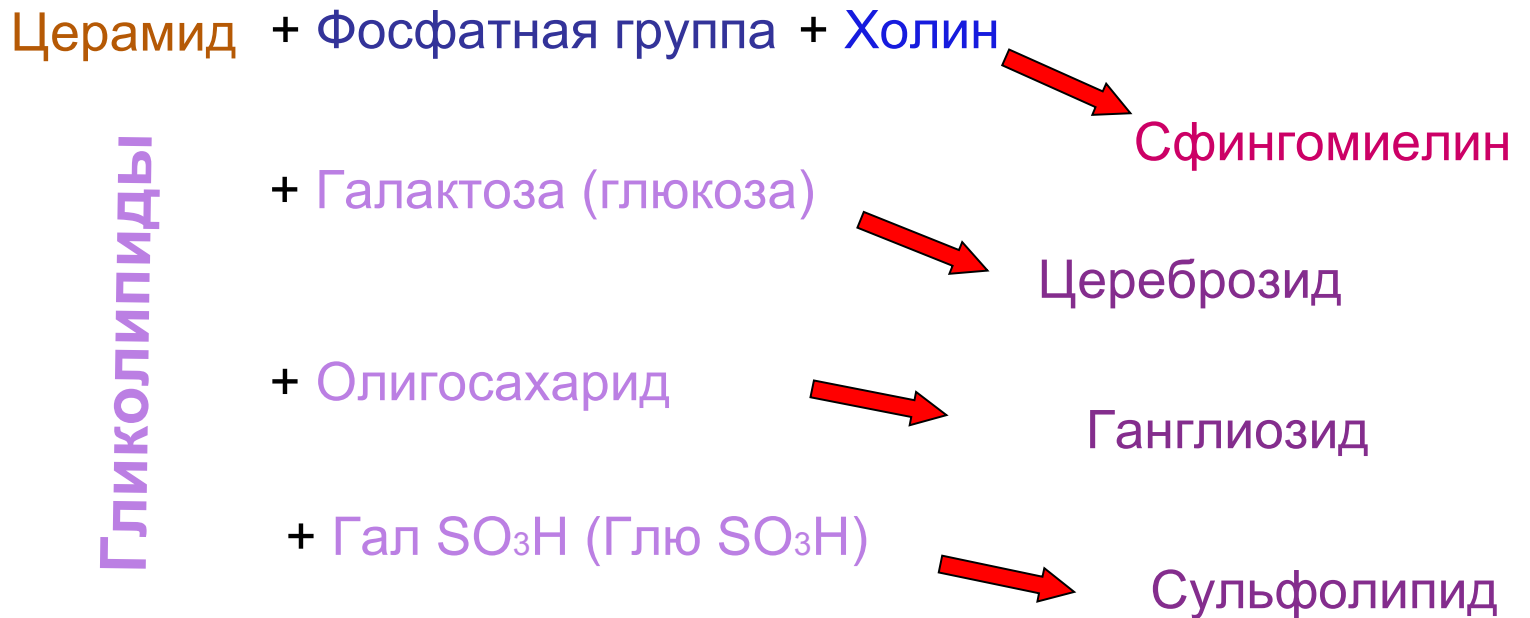 Церамид + Фосфатная группа + Холин
Сфингомиелин
Гликолипиды
+ Галактоза (глюкоза)
Цереброзид
+ Олигосахарид
Ганглиозид
+ Гал SO₃H (Глю SO₃H)
Сульфолипид